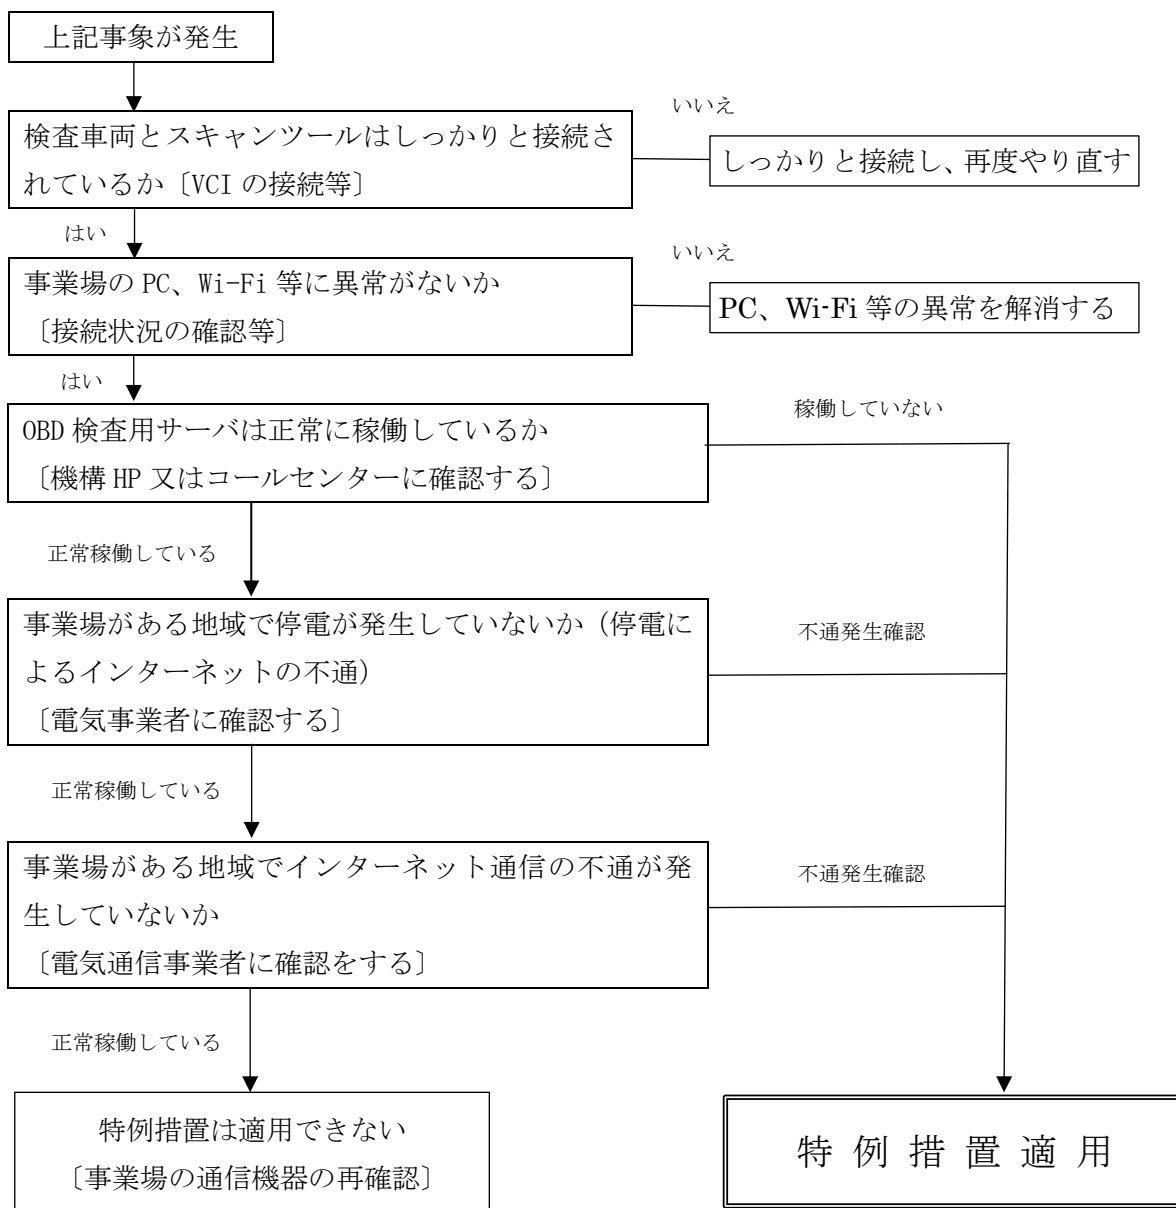 上記事象が発生
いいえ
検査車両とスキャンツールはしっかりと接続さ
れているか〔VCI の接続等〕
しっかりと接続し、再度やり直す
はい
いいえ
事業場の PC、Wi-Fi 等に異常がないか
〔接続状況の確認等〕
PC、Wi-Fi 等の異常を解消する
はい
稼働していない
OBD 検査用サーバは正常に稼働しているか
〔機構 HP 又はコールセンターに確認する〕
正常稼働している
事業場がある地域で停電が発生していないか（停電に
よるインターネットの不通）
〔電気事業者に確認する〕
不通発生確認
正常稼働している
事業場がある地域でインターネット通信の不通が発
生していないか
〔電気通信事業者に確認をする〕
不通発生確認
正常稼働している
特例措置は適用できない
〔事業場の通信機器の再確認〕
特 例 措 置 適 用